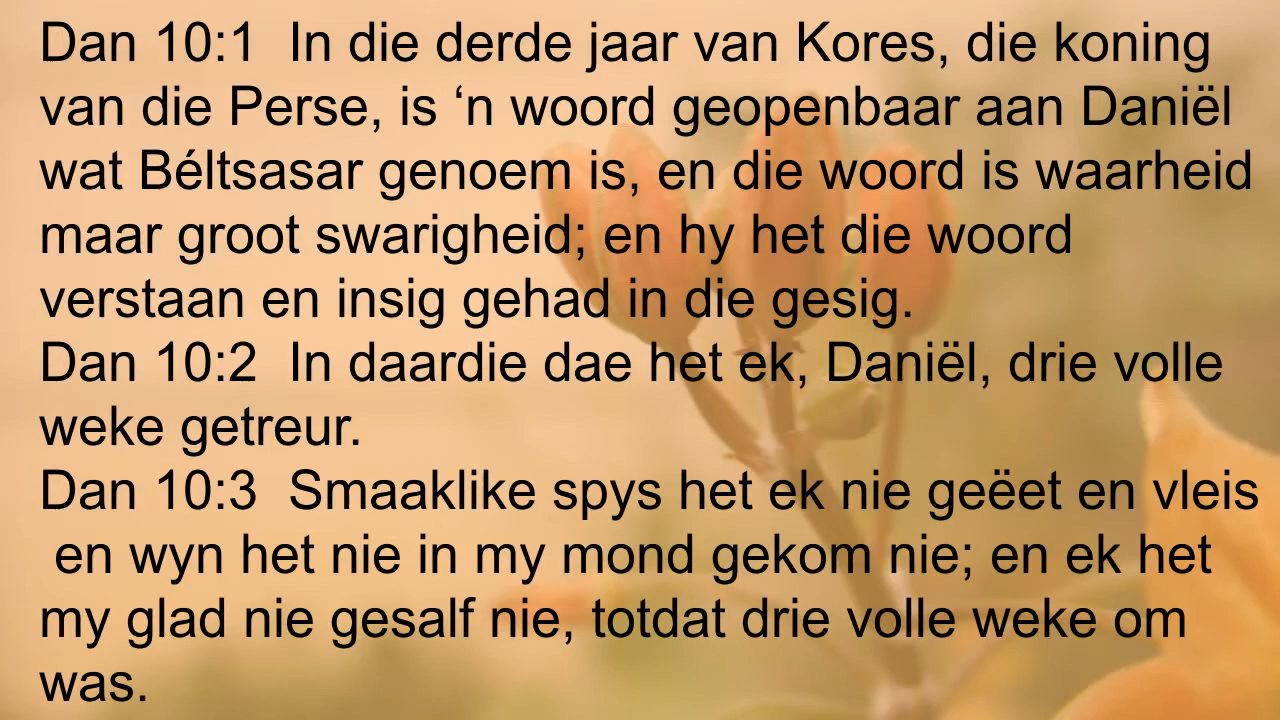 Dan 10:1  In die derde jaar van Kores, die koning
van die Perse, is ‘n woord geopenbaar aan Daniël
wat Béltsasar genoem is, en die woord is waarheid
maar groot swarigheid; en hy het die woord
verstaan en insig gehad in die gesig.
Dan 10:2  In daardie dae het ek, Daniël, drie volle
weke getreur.
Dan 10:3  Smaaklike spys het ek nie geëet en vleis
en wyn het nie in my mond gekom nie; en ek het
my glad nie gesalf nie, totdat drie volle weke om
was.